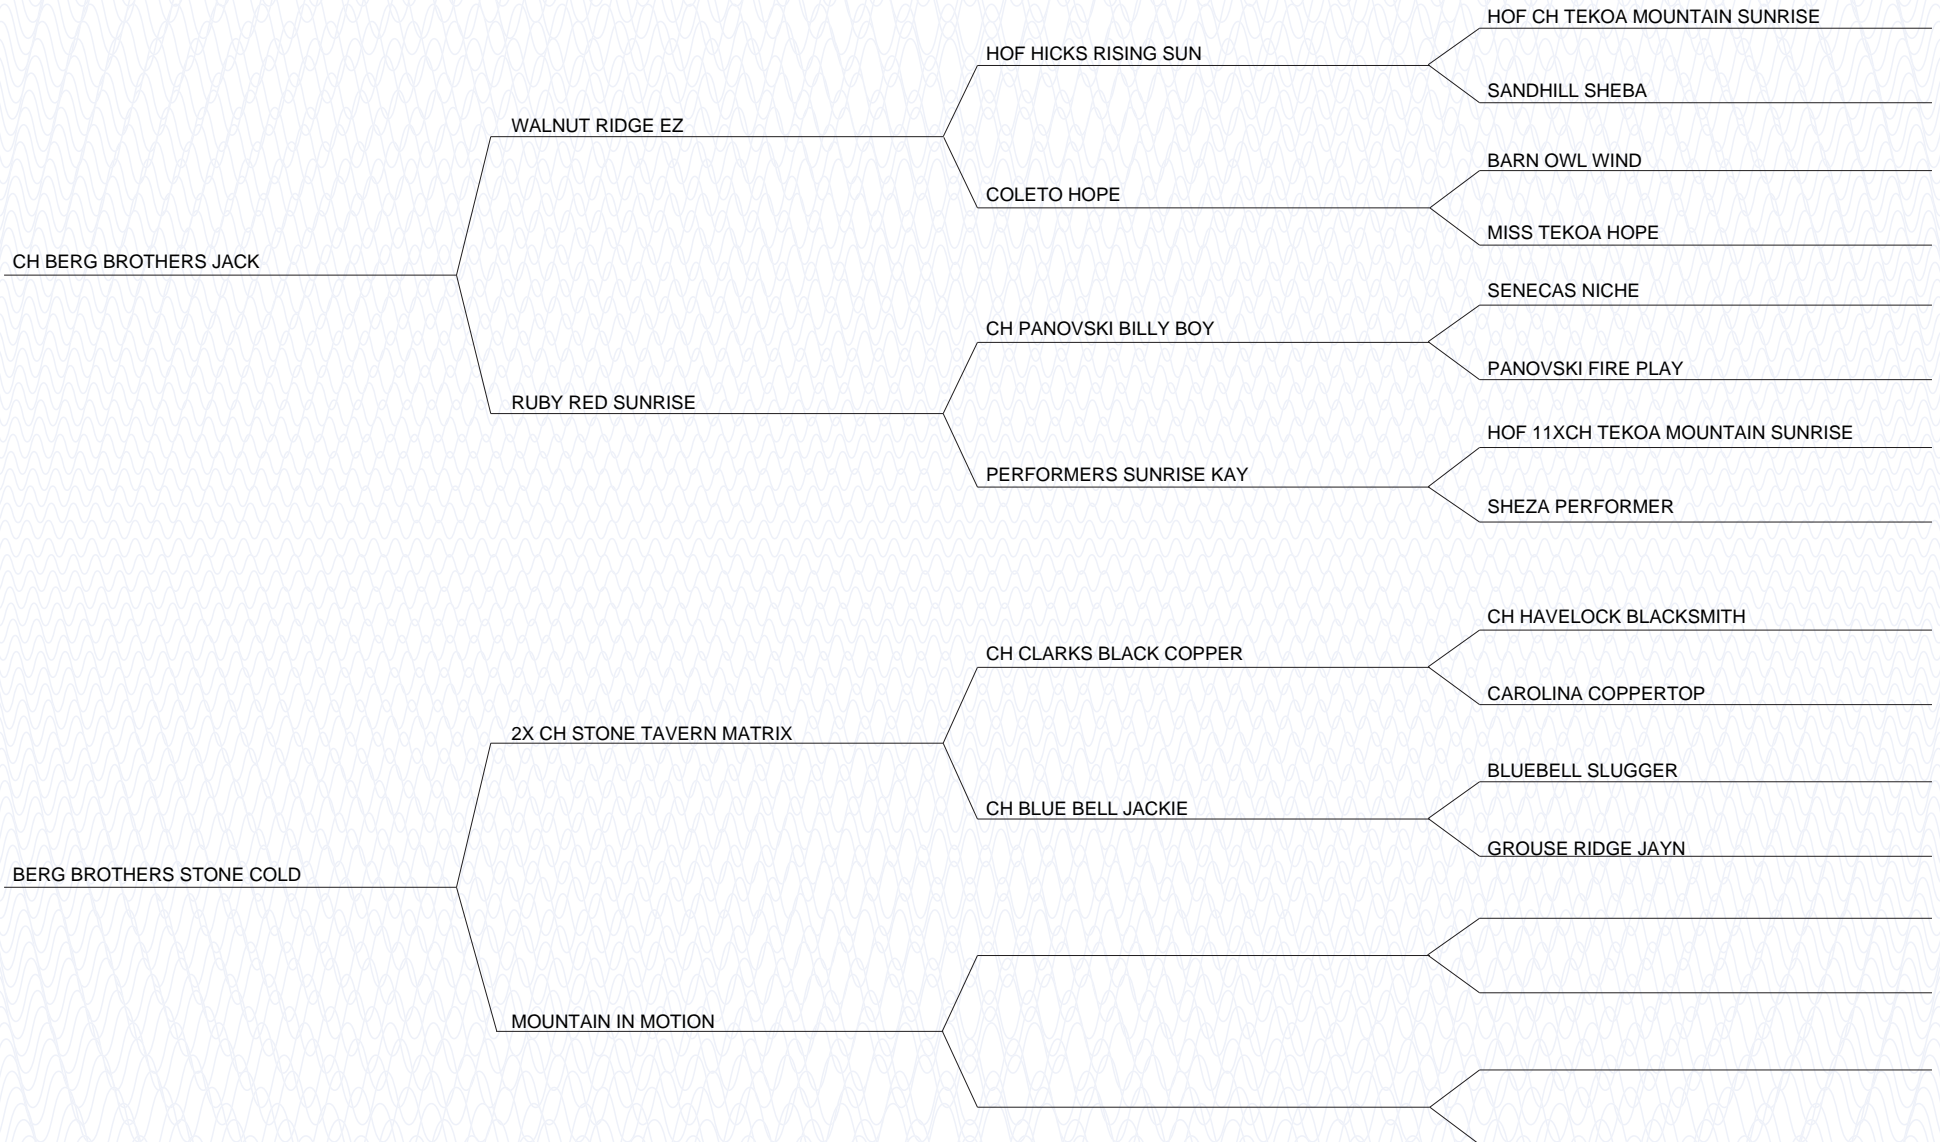 HOF CH TEKOA MOUNTAIN SUNRISE
HOF HICKS RISING SUN
SANDHILL SHEBA
WALNUT RIDGE EZ
BARN OWL WIND
COLETO HOPE
MISS TEKOA HOPE
CH BERG BROTHERS JACK
SENECAS NICHE
CH PANOVSKI BILLY BOY
PANOVSKI FIRE PLAY
RUBY RED SUNRISE
HOF 11XCH TEKOA MOUNTAIN SUNRISE
PERFORMERS SUNRISE KAY
SHEZA PERFORMER
CH HAVELOCK BLACKSMITH
CH CLARKS BLACK COPPER
CAROLINA COPPERTOP
2X CH STONE TAVERN MATRIX
BLUEBELL SLUGGER
CH BLUE BELL JACKIE
GROUSE RIDGE JAYN
BERG BROTHERS STONE COLD
MOUNTAIN IN MOTION